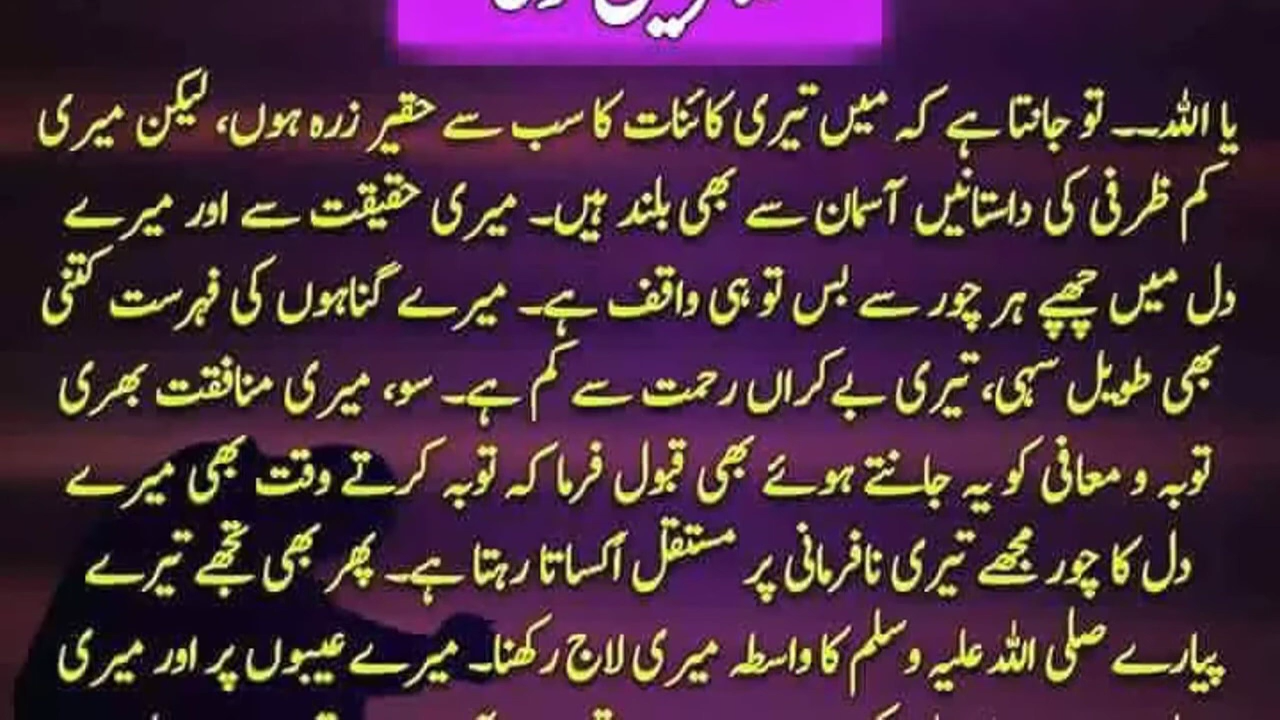 یا اللہ۔۔۔ تو جانتا ہے کہ میں تیری کائنات کا سب سے حقیر زرہ ہوں، لیکن میری
کم ظرفی کی داستانیں آسمان سے بھی بلند ہیں۔ میری حقیقت سے اور میرے
دل میں چھپے ہر چور سے بس تو ہی واقف ہے۔ میرے گناہوں کی فہرست کتنی
بھی طویل سہی، تیری بے کراں رحمت سے کم ہے۔ سو، میری منافقت بھری
توبہ و معافی کو یہ جانتے ہوئے بھی قبول فرما کہ توبہ کرتے وقت بھی میرے
دل کا چور مجھے تیری نافرمانی پر مستقل اُکساتا رہتا ہے۔ پھر بھی تجھے تیرے
پیارے صلی اللہ علیہ وسلم کا واسطہ میری لاج رکھنا۔ میرے عیبوں پر اور میری